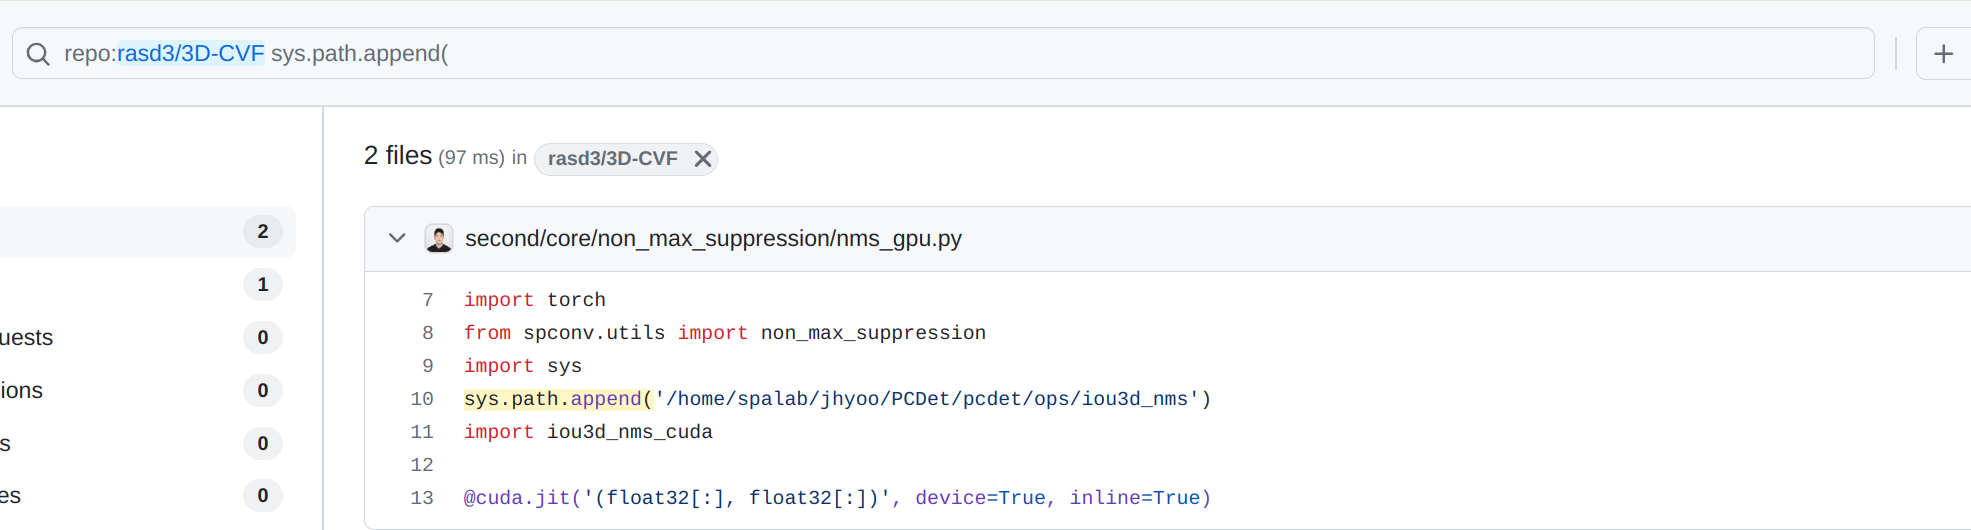 repo:rasd3/3D-CVF sys.path.append(
2 files (97 ms) in rasd3/3D-CVF
2
1
uests 0
ions 0
s 0
es 0
second/core/non_max_suppression/nms_gpu.py
7 import torch
8 from spconv.utils import non_max_suppression
9 import sys
10 sys.path.append('/home/spalab/jhyoo/PCDet/pcdet/ops/iou3d_nms')
11 import iou3d_nms_cuda
12
13 @cuda.jit('(float32[:], float32[:])', device=True, inline=True)